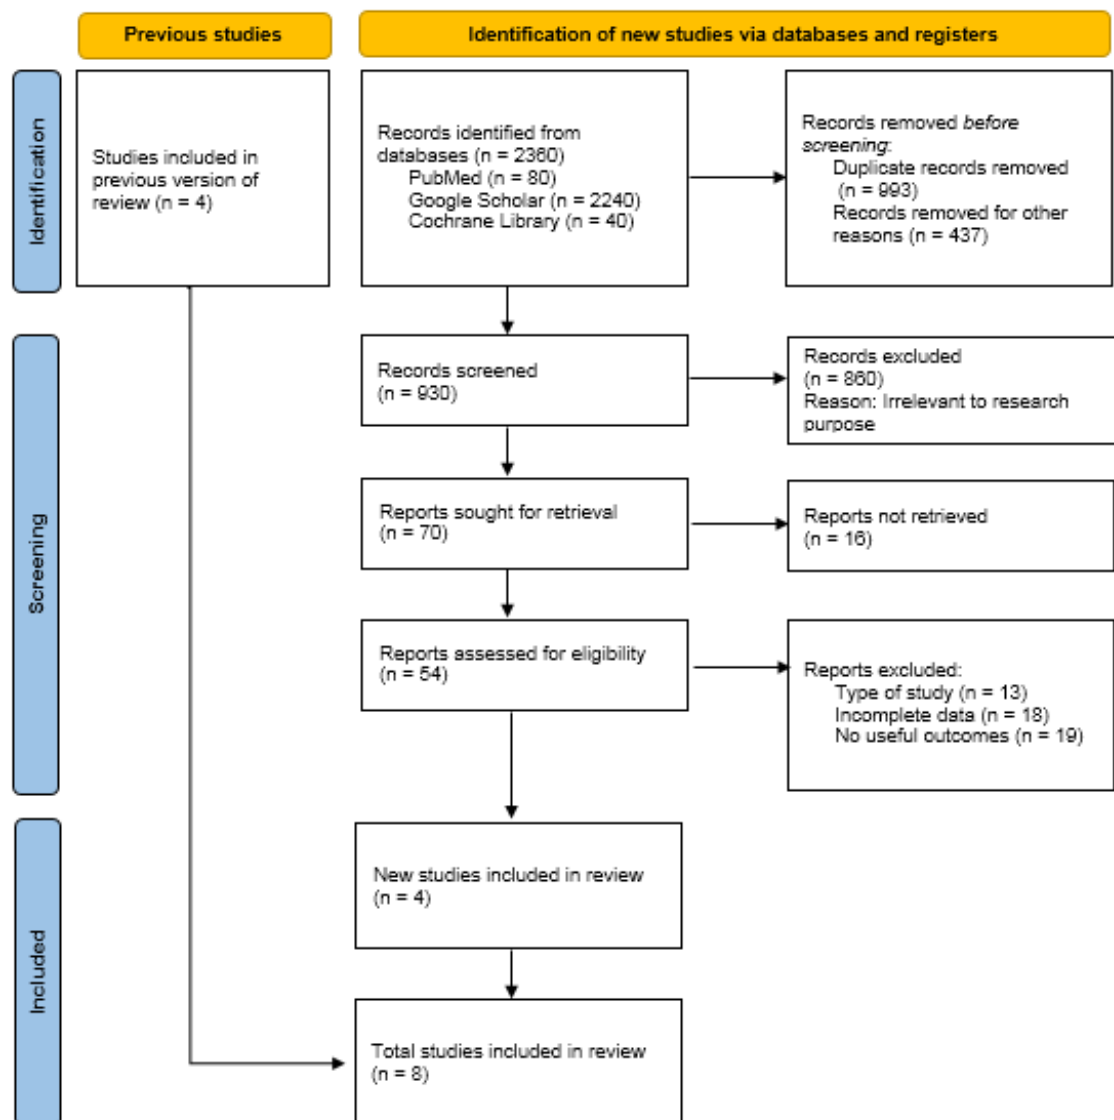 Previous studies
Identification of new studies via databases and registers
Identification
Studies included in
previous version of
review (n = 4)
Records identified from
databases (n = 2360)
PubMed (n = 80)
Google Scholar (n = 2240)
Cochrane Library (n = 40)
Records removed before
screening:
Duplicate records removed
(n = 993)
Records removed for other
reasons (n = 437)
Screening
Records screened
(n = 930)
Records excluded
(n = 860)
Reason: Irrelevant to research
purpose
Reports sought for retrieval
(n = 70)
Reports not retrieved
(n = 16)
Reports assessed for eligibility
(n = 54)
Reports excluded:
Type of study (n = 13)
Incomplete data (n = 18)
No useful outcomes (n = 19)
Included
New studies included in review
(n = 4)
Total studies included in review
(n = 8)